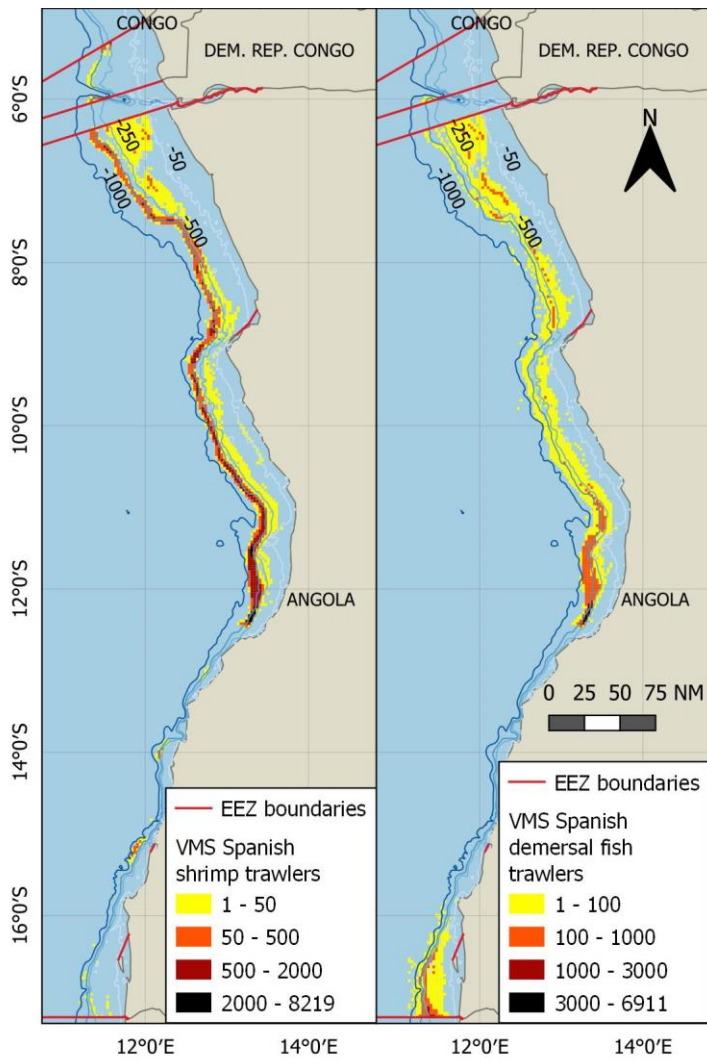 CONGO
DEM. REP. CONGO
-250
-50
-1000
-500
ANGOLA
6°0'S
8°0'S
10°0'S
12°0'S
14°0'S
16°0'S
EEZ boundaries
VMS Spanish
shrimp trawlers
1 - 50
50 - 500
500 - 2000
2000 - 8219
12°0'E
14°0'E
CONGO
DEM. REP. CONGO
N
-250
-50
-1000
-500
ANGOLA
0 25 50 75 NM
EEZ boundaries
VMS Spanish
demersal fish
trawlers
1 - 100
100 - 1000
1000 - 3000
3000 - 6911
12°0'E
14°0'E